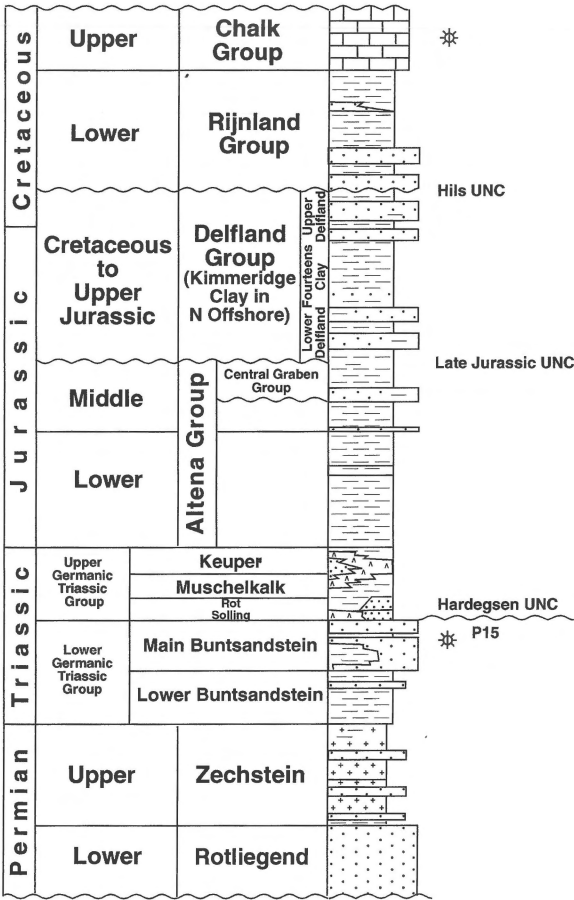 Cretaceous
Upper
Chalk
Group
Lower
Rijnland
Group
Hils UNC
Jurassic
Cretaceous
to
Upper
Jurassic
Delfland
Group
(Kimmeridge
Clay in
N Offshore)
Upper
Delfland
Fourteens
Clay
Lower
Delfland
Late Jurassic UNC
Middle
Altena Group
Central Graben
Group
Lower
Triassic
Upper
Germanic
Triassic
Group
Keuper
Muschelkalk
Rot
Solling
Hardegsen UNC
P15
Lower
Germanic
Triassic
Group
Main Buntsandstein
Lower Buntsandstein
Permian
Upper
Zechstein
Lower
Rotliegend